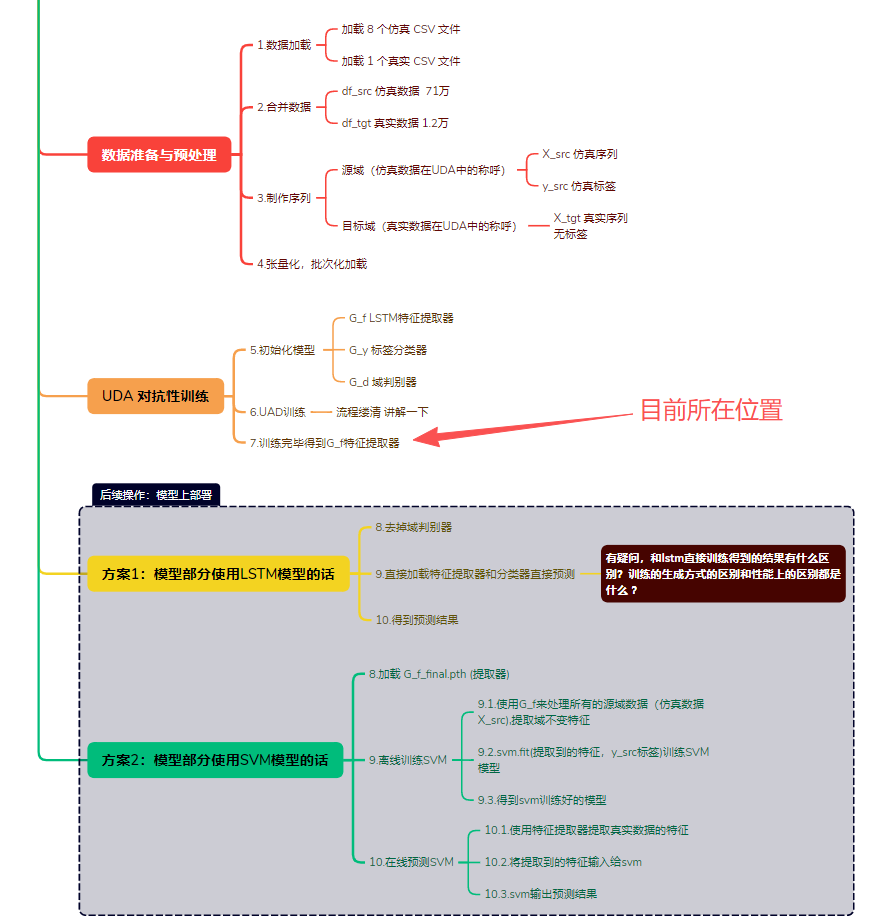 数据准备与预处理
1.数据加载
加载 8 个仿真 CSV 文件
加载 1 个真实 CSV 文件
2.合并数据
df_src 仿真数据 71万
df_tgt 真实数据 1.2万
3.制作序列
源域（仿真数据在UDA中的称呼）
X_src 仿真序列
y_src 仿真标签
目标域（真实数据在UDA中的称呼）
X_tgt 真实序列
无标签
4.张量化，批次化加载
UDA 对抗性训练
5.初始化模型
G_f LSTM特征提取器
G_y 标签分类器
G_d 域判别器
6.UAD训练
流程缕清 讲解一下
7.训练完毕得到G_f特征提取器
目前所在位置
后续操作：模型上部署
方案1：模型部分使用LSTM模型的话
8.去掉域判别器
9.直接加载特征提取器和分类器直接预测
有疑问，和lstm直接训练得到的结果有什么区
别？训练的生成方式的区别和性能上的区别都是
什么？
10.得到预测结果
方案2：模型部分使用SVM模型的话
8.加载 G_f_final.pth (提取器)
9.离线训练SVM
9.1.使用G_f来处理所有的源域数据（仿真数据
X_src),提取域不变特征
9.2.svm.fit(提取到的特征，y_src标签)训练SVM
模型
9.3.得到svm训练好的模型
10.在线预测SVM
10.1.使用特征提取器提取真实数据的特征
10.2.将提取到的特征输入给svm
10.3.svm输出预测结果